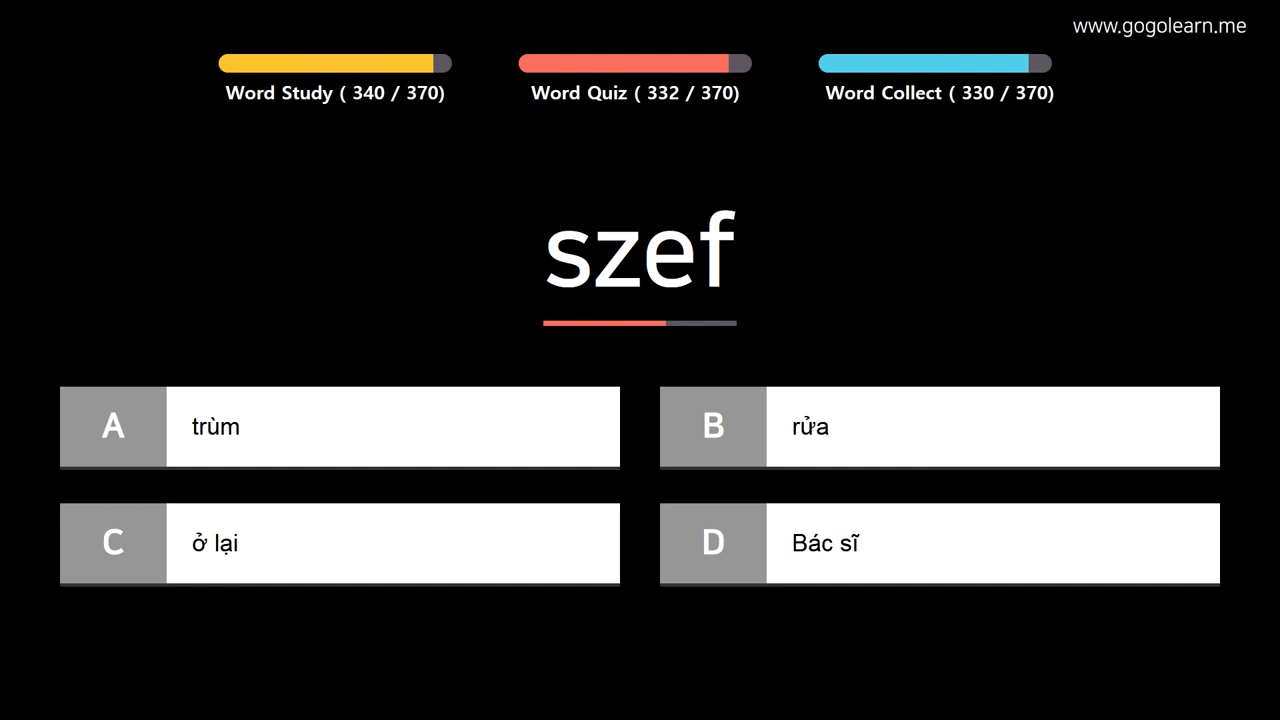 www.gogolearn.me
Word Study ( 340 / 370)
Word Quiz ( 332 / 370)
Word Collect ( 330 / 370)
szef
A trùm
B rửa
C ở lại
D Bác sĩ